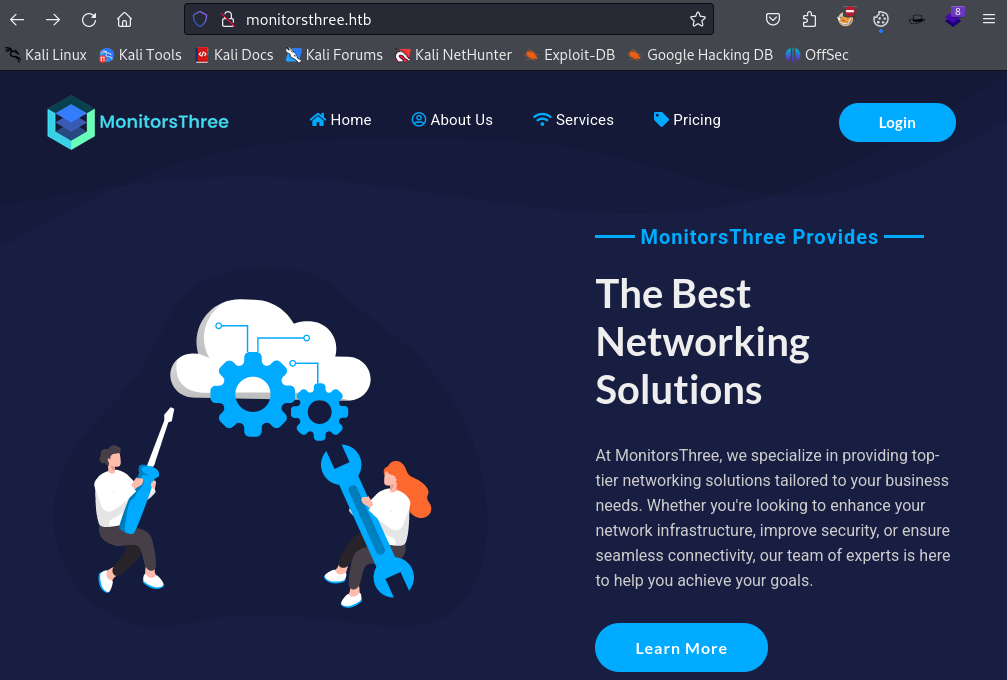 monitorsthree.htb
8
Kali Linux Kali Tools Kali Docs Kali Forums Kali NetHunter Exploit-DB Google Hacking DB OffSec
MonitorsThree Home About Us Services Pricing Login
MonitorsThree Provides
The Best
Networking
Solutions
At MonitorsThree, we specialize in providing top-
tier networking solutions tailored to your business
needs. Whether you're looking to enhance your
network infrastructure, improve security, or ensure
seamless connectivity, our team of experts is here
to help you achieve your goals.
Learn More